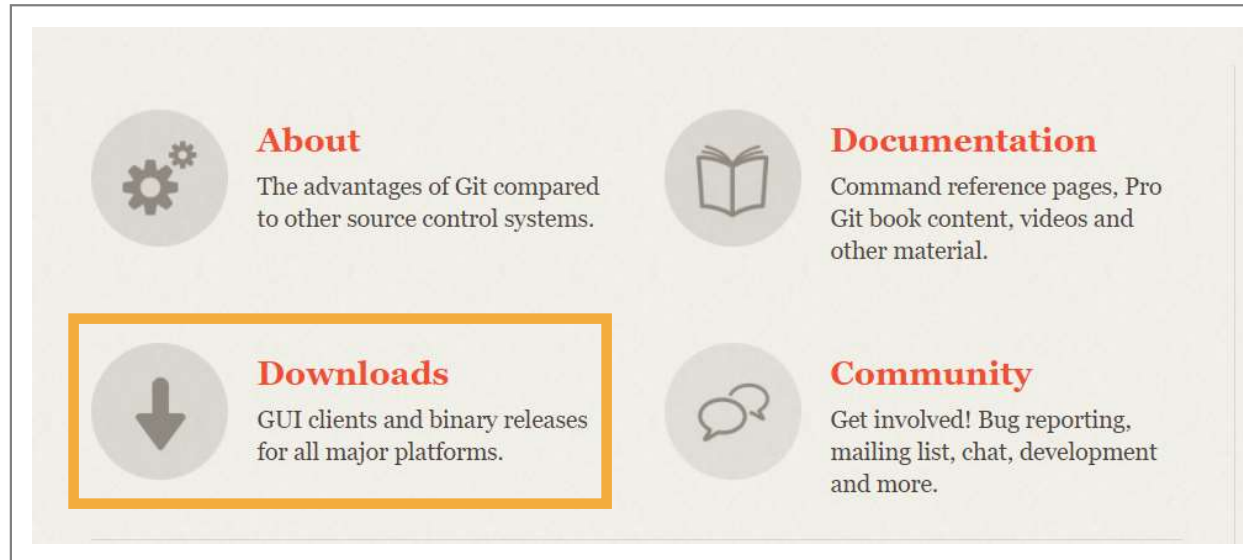 About
The advantages of Git compared
to other source control systems.
Documentation
Command reference pages, Pro
Git book content, videos and
other material.
Downloads
GUI clients and binary releases
for all major platforms.
Community
Get involved! Bug reporting,
mailing list, chat, development
and more.